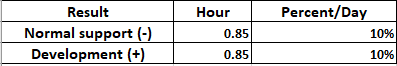 Result Hour Percent/Day
Normal support (-) 0.85 10%
Development (+) 0.85 10%